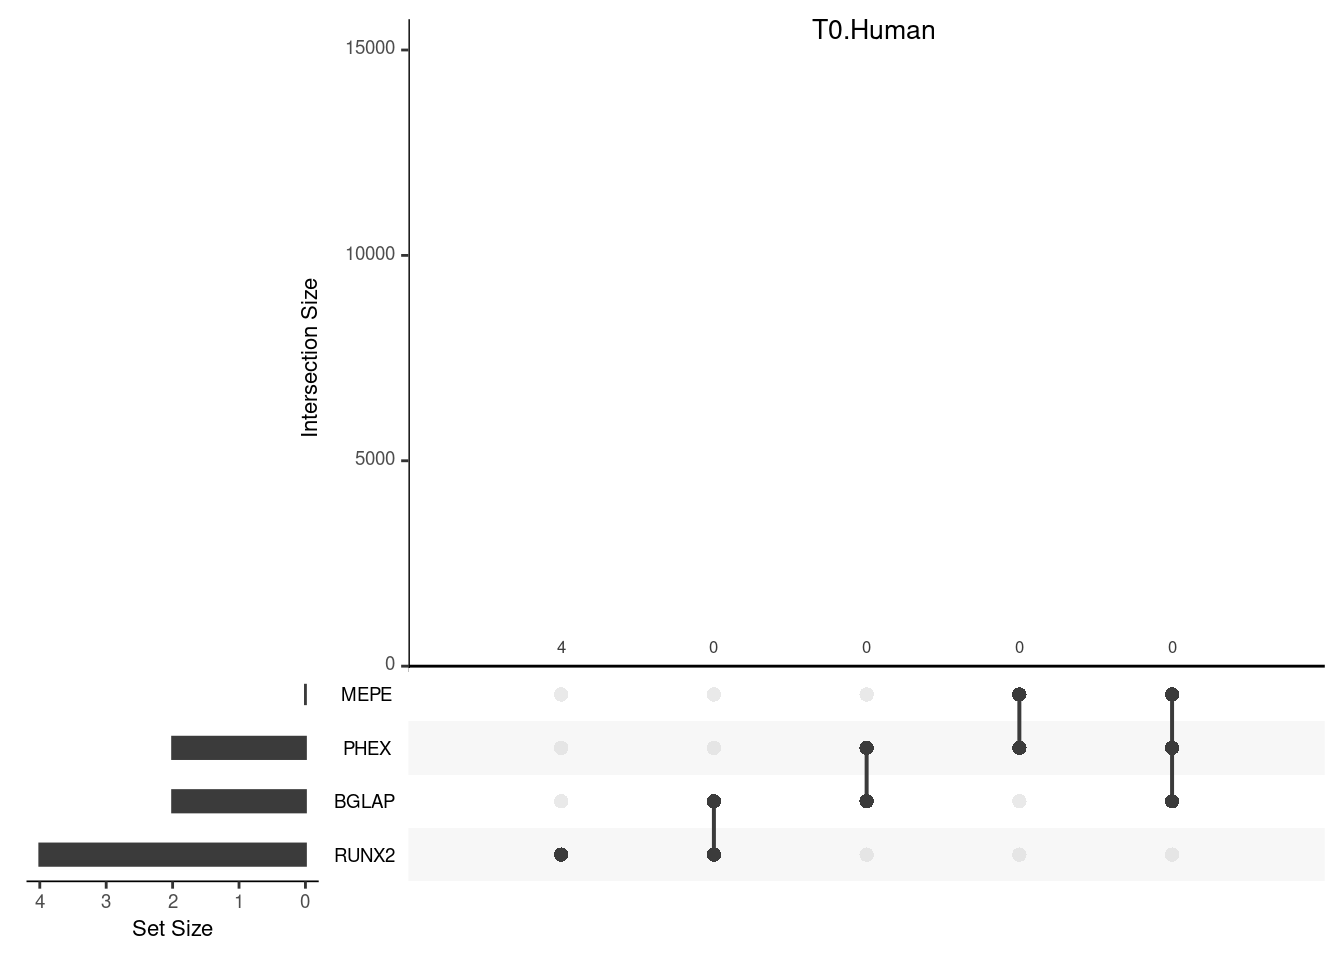 T0.Human
15000
10000
5000
0
Intersection Size
4 0 0 0 0
MEPE
PHEX
BGLAP
RUNX2
4 3 2 1 0
Set Size